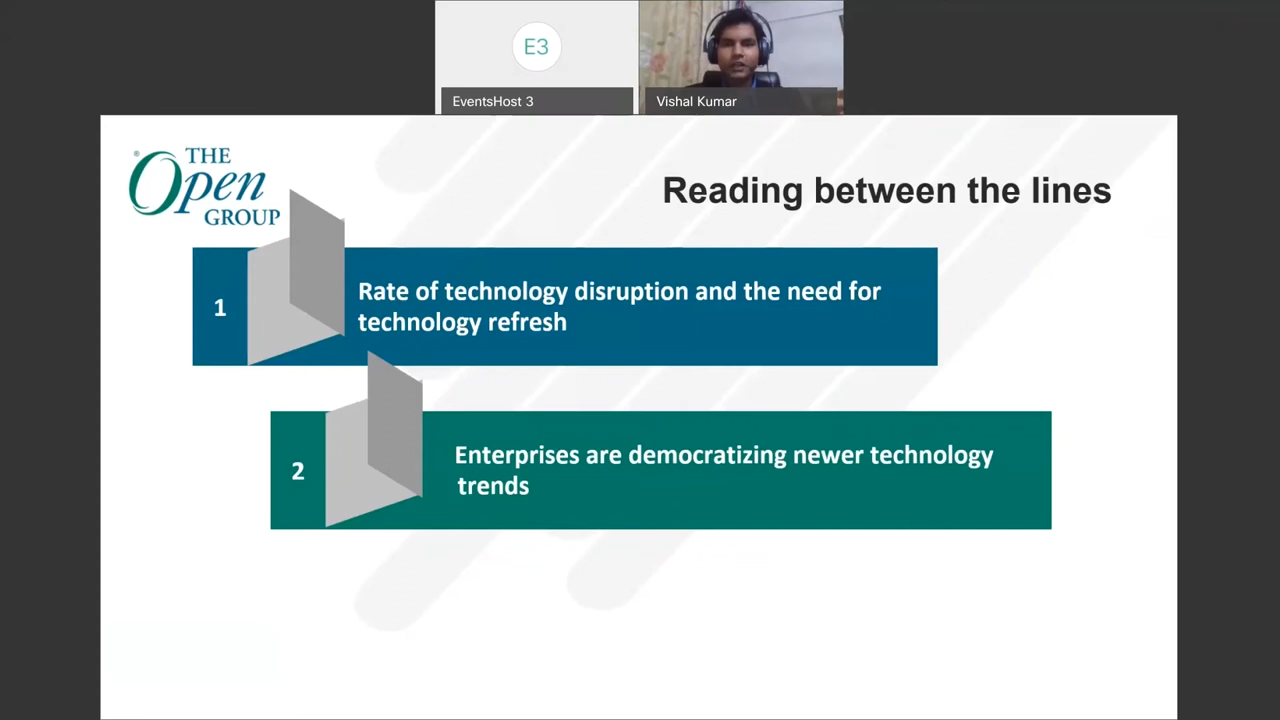 E3
EventsHost 3
Vishal Kumar
®
THE
Open
GROUP
Reading between the lines
1
Rate of technology disruption and the need for
technology refresh
2
Enterprises are democratizing newer technology
trends